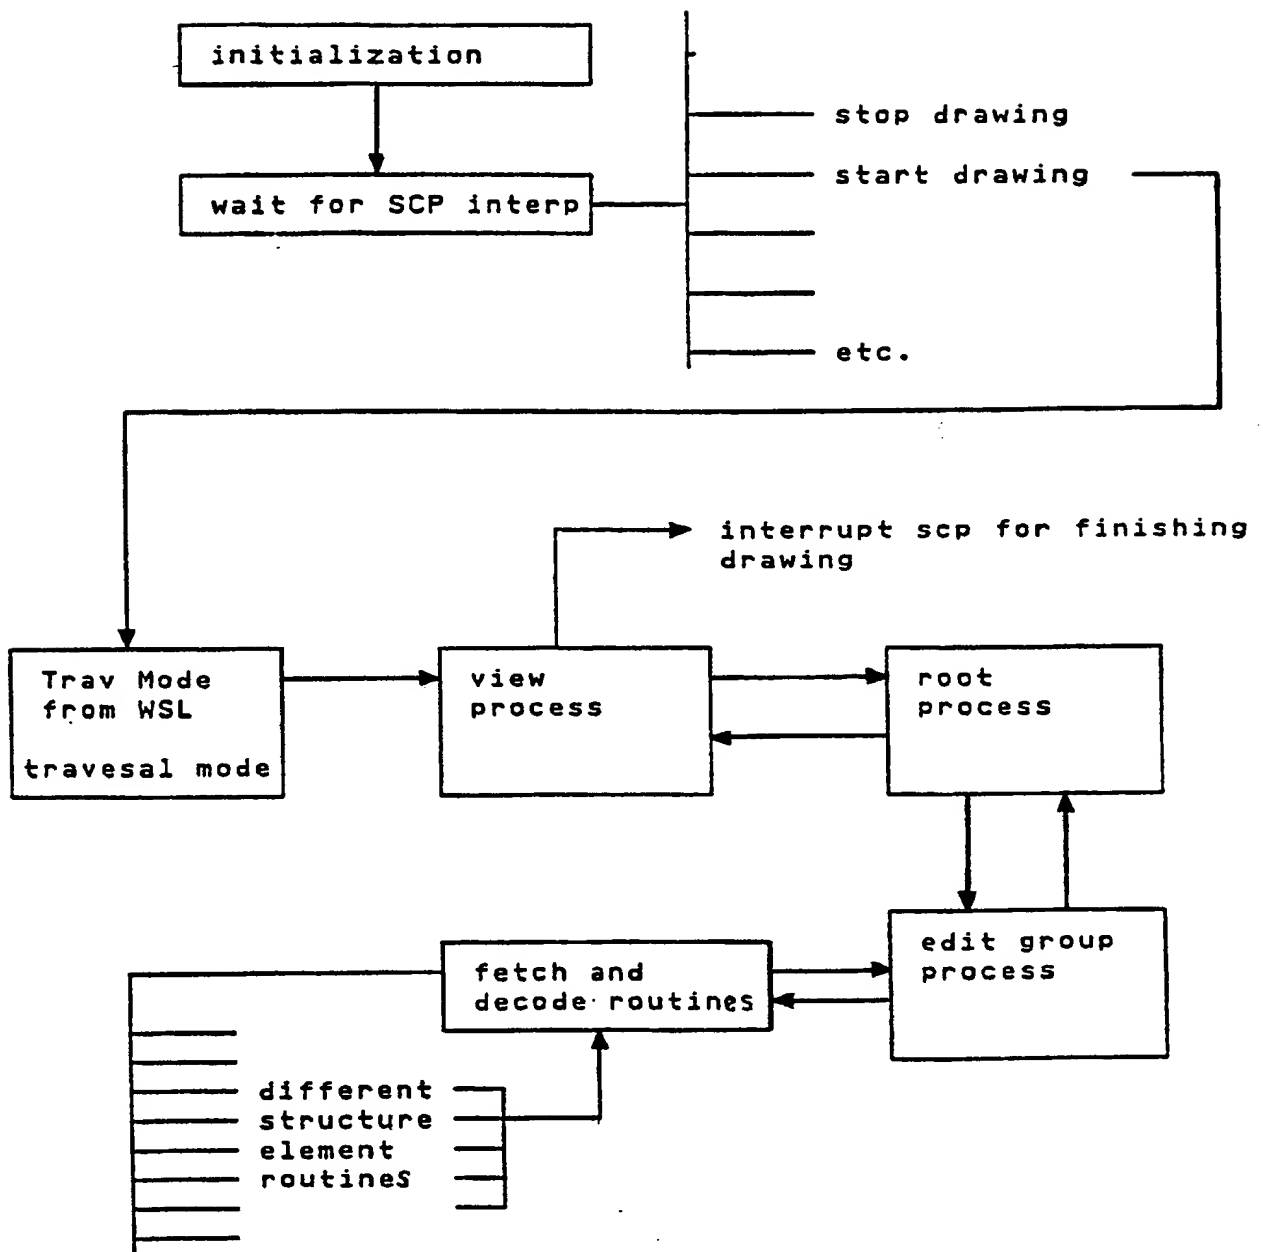 initialization
stop drawing
start drawing
wait for SCP interp
etc.
interrupt scp for finishing
drawing
Trav Mode
from WSL
travesal mode
view
process
root
process
edit group
process
fetch and
decode routines
different
structure
element
routines